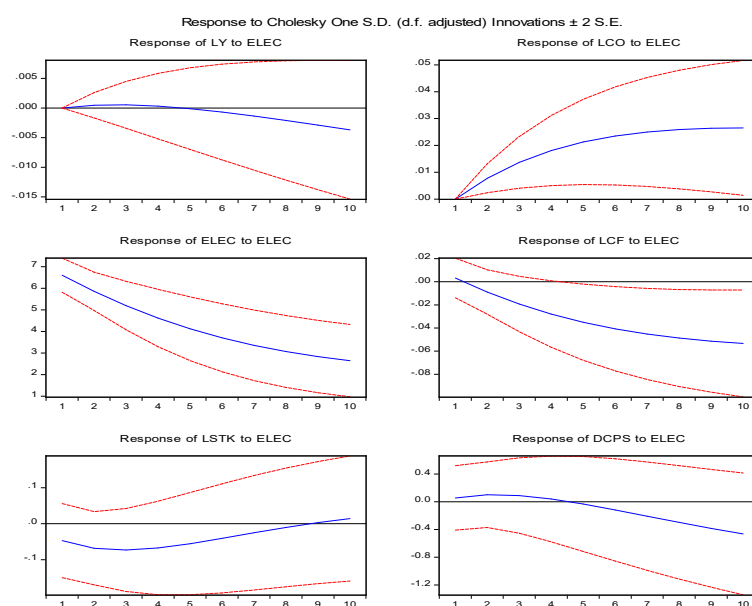 Response to Cholesky One S.D. (d.f. adjusted) Innovations ± 2 S.E.
Response of LY to ELEC
.005
.000
-.005
-.010
-.015
1 2 3 4 5 6 7 8 9 10
Response of LCO to ELEC
.05
.04
.03
.02
.01
.00
1 2 3 4 5 6 7 8 9 10
Response of ELEC to ELEC
7
6
5
4
3
2
1
1 2 3 4 5 6 7 8 9 10
Response of LCF to ELEC
.02
.00
-.02
-.04
-.06
-.08
1 2 3 4 5 6 7 8 9 10
Response of LSTK to ELEC
.1
.0
-.1
1 2 3 4 5 6 7 8 9 10
Response of DCPS to ELEC
0.4
0.0
-0.4
-0.8
-1.2
1 2 3 4 5 6 7 8 9 10